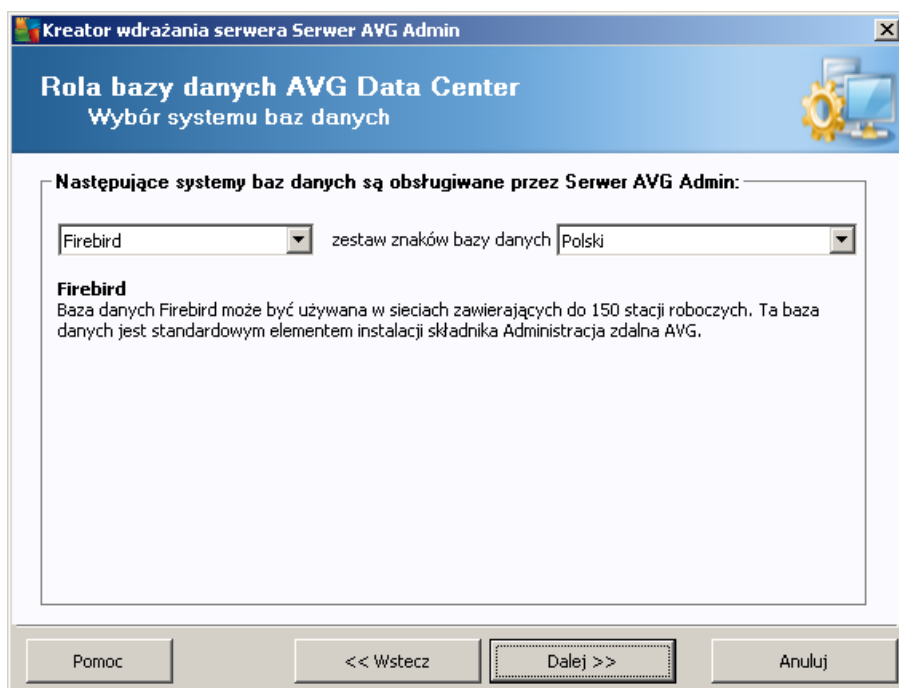 Kreator wdrażania serwera Serwer AVG Admin
Rola bazy danych AVG Data Center
Wybór systemu baz danych
Następujące systemy baz danych są obsługiwane przez Serwer AVG Admin:
Firebird zestaw znaków bazy danych Polski
Firebird
Baza danych Firebird może być używana w sieciach zawierających do 150 stacji roboczych. Ta baza
danych jest standardowym elementem instalacji składnika Administracja zdalna AVG.
Pomoc << Wstecz Dalej >> Anuluj